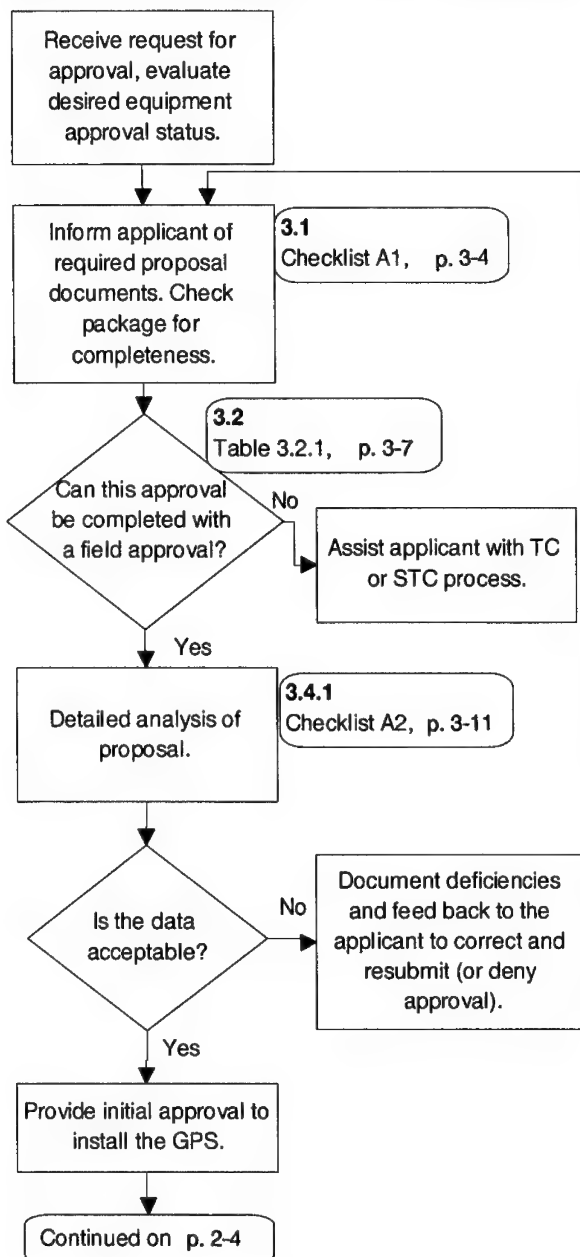 Receive request for
approval, evaluate
desired equipment
approval status.
Inform applicant of
required proposal
documents. Check
package for
completeness.
3.1
Checklist A1, p. 3-4
3.2
Table 3.2.1, p. 3-7
Can this approval
be completed with
a field approval?
No
Assist applicant with TC
or STC process.
Yes
Detailed analysis of
proposal.
3.4.1
Checklist A2, p. 3-11
Is the data
acceptable?
No
Document deficiencies
and feed back to the
applicant to correct and
resubmit (or deny
approval).
Yes
Provide initial approval to
install the GPS.
Continued on p. 2-4